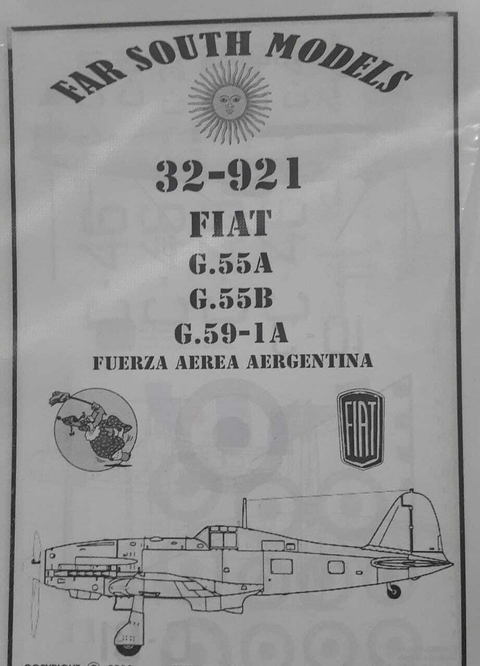 FAR SOUTH MODELS
32-921
FIAT
G.55A
G.55B
G.59-1A
FUERZA AEREA AERGENTINA
FIAT